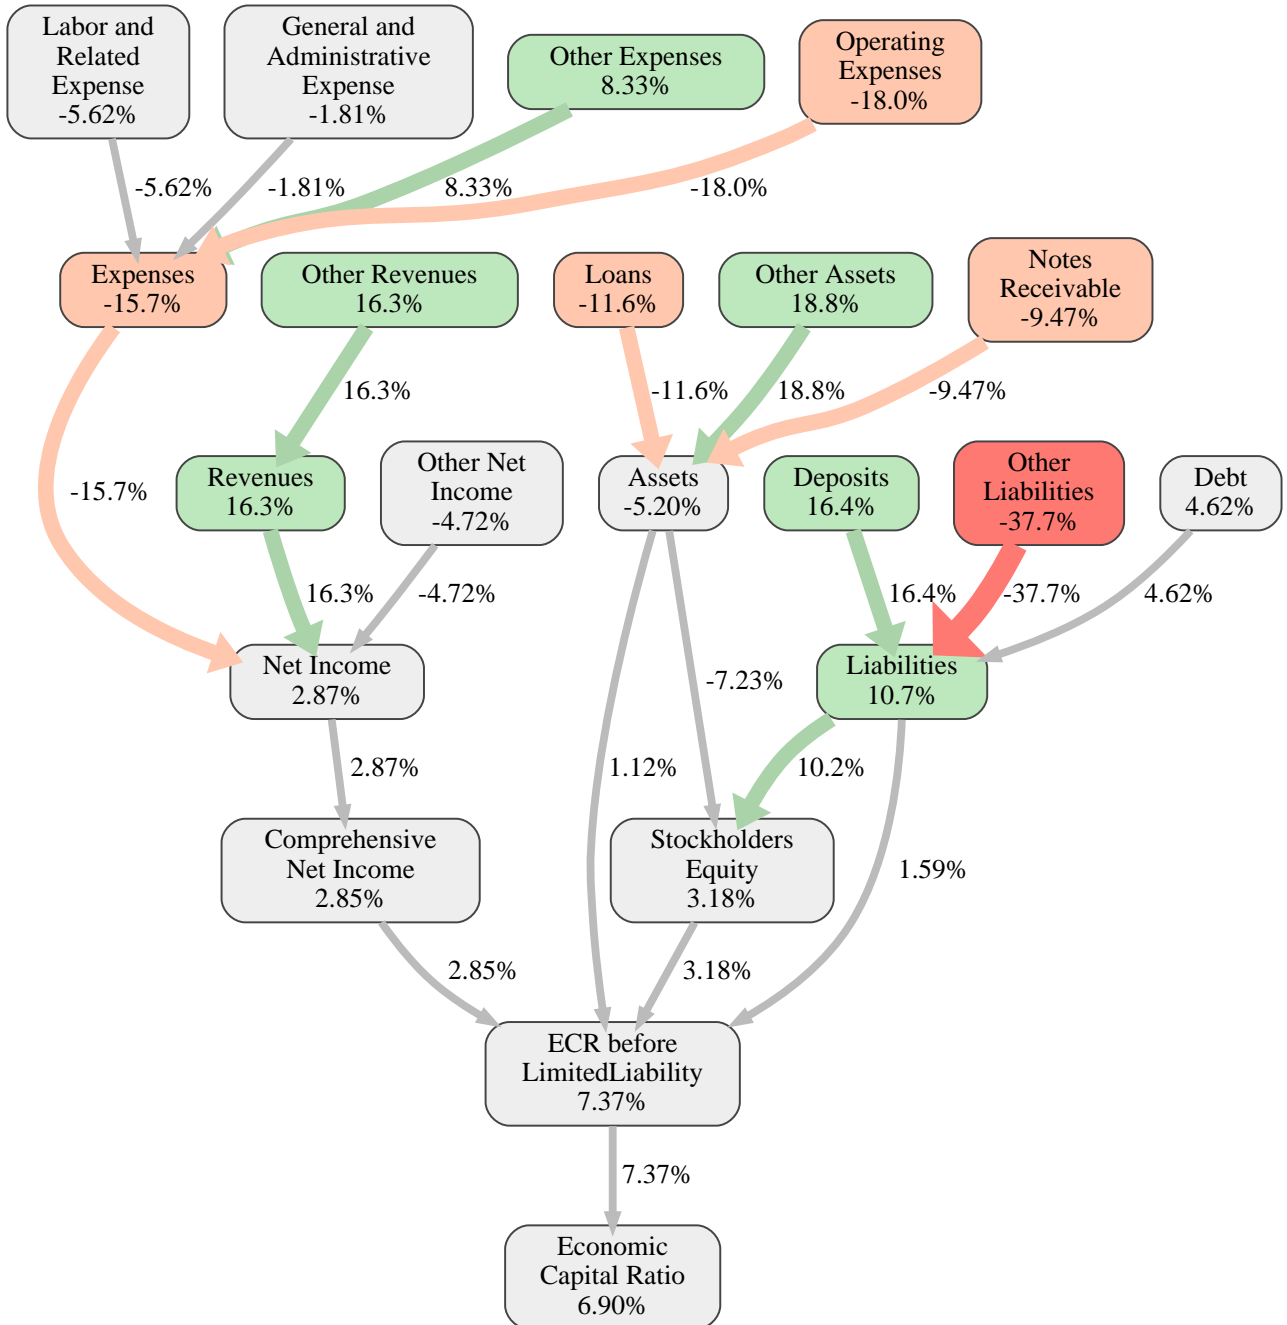 Labor and
Related
Expense
-5.62%
General and
Administrative
Expense
-1.81%
Other Expenses
8.33%
Operating
Expenses
-18.0%
-5.62%
-1.81%
8.33%
-18.0%
Expenses
-15.7%
Other Revenues
16.3%
Loans
-11.6%
Other Assets
18.8%
Notes
Receivable
-9.47%
16.3%
-11.6%
18.8%
-9.47%
-15.7%
Revenues
16.3%
Other Net
Income
-4.72%
Assets
-5.20%
Deposits
16.4%
Other
Liabilities
-37.7%
Debt
4.62%
16.3%
-4.72%
16.4%
-37.7%
4.62%
Net Income
2.87%
-7.23%
Liabilities
10.7%
2.87%
1.12%
10.2%
Comprehensive
Net Income
2.85%
Stockholders
Equity
3.18%
1.59%
2.85%
3.18%
ECR before
LimitedLiability
7.37%
7.37%
Economic
Capital Ratio
6.90%